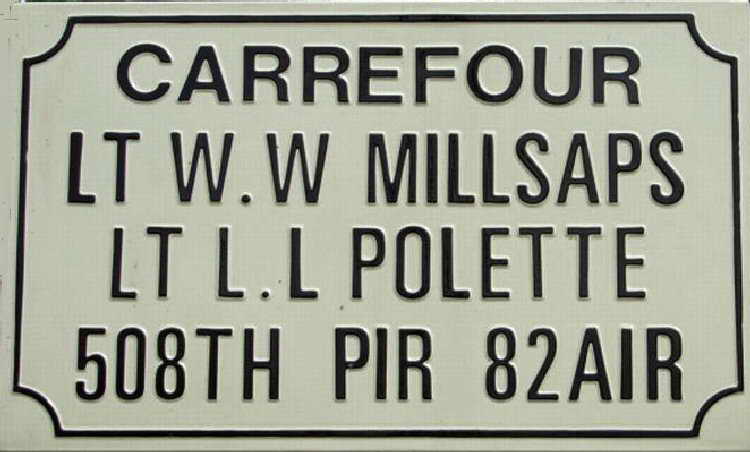 CARREFOUR
LT W.W MILLSAPS
LT L.L POLETTE
508TH PIR 82AIR